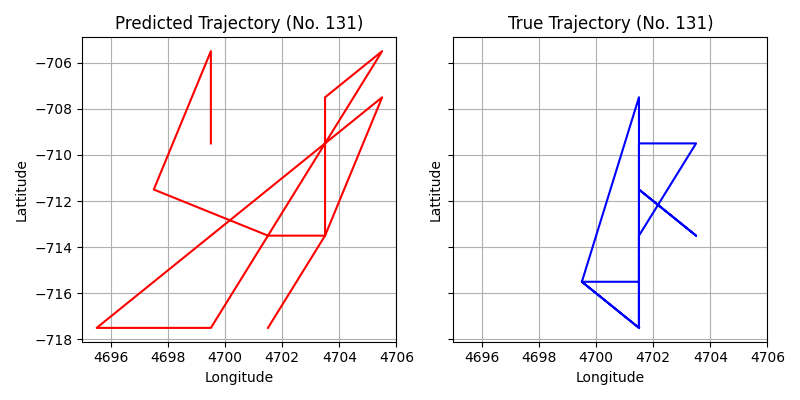 Predicted Trajectory (No. 131)
True Trajectory (No. 131)
−706
−708
−710
−712
−714
−716
−718
Lattitude
Lattitude
4696 4698 4700 4702 4704 4706
4696 4698 4700 4702 4704 4706
Longitude
Longitude